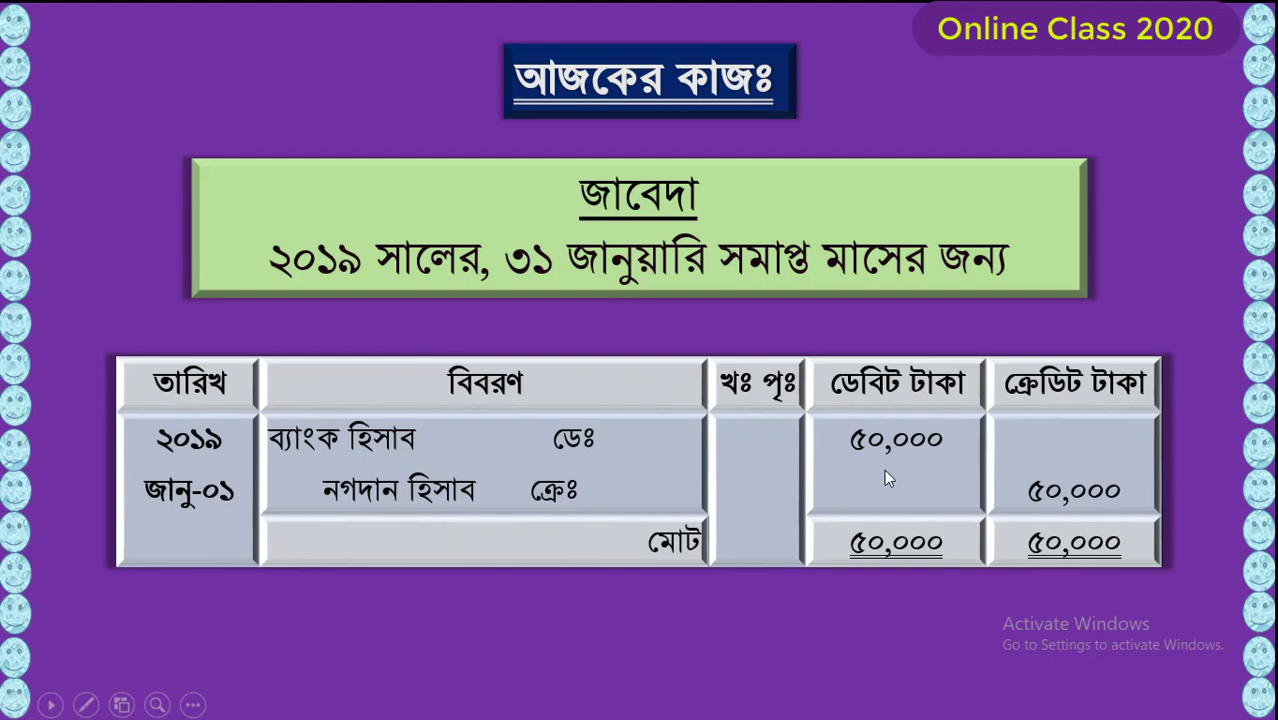 Online Class 2020
আজকের কাজঃ
জাবেদা
২০১৯ সালের, ৩১ জানুয়ারি সমাপ্ত মাসের জন্য
তারিখ বিবরণ খঃ পৃঃ ডেবিট টাকা ক্রেডিট টাকা
২০১৯ ব্যাংক হিসাব ডেঃ ৫০,০০০
জানু-০১ নগদান হিসাব ক্রেঃ ৫০,০০০
মোট ৫০,০০০ ৫০,০০০
Activate Windows
Go to Settings to activate Windows.